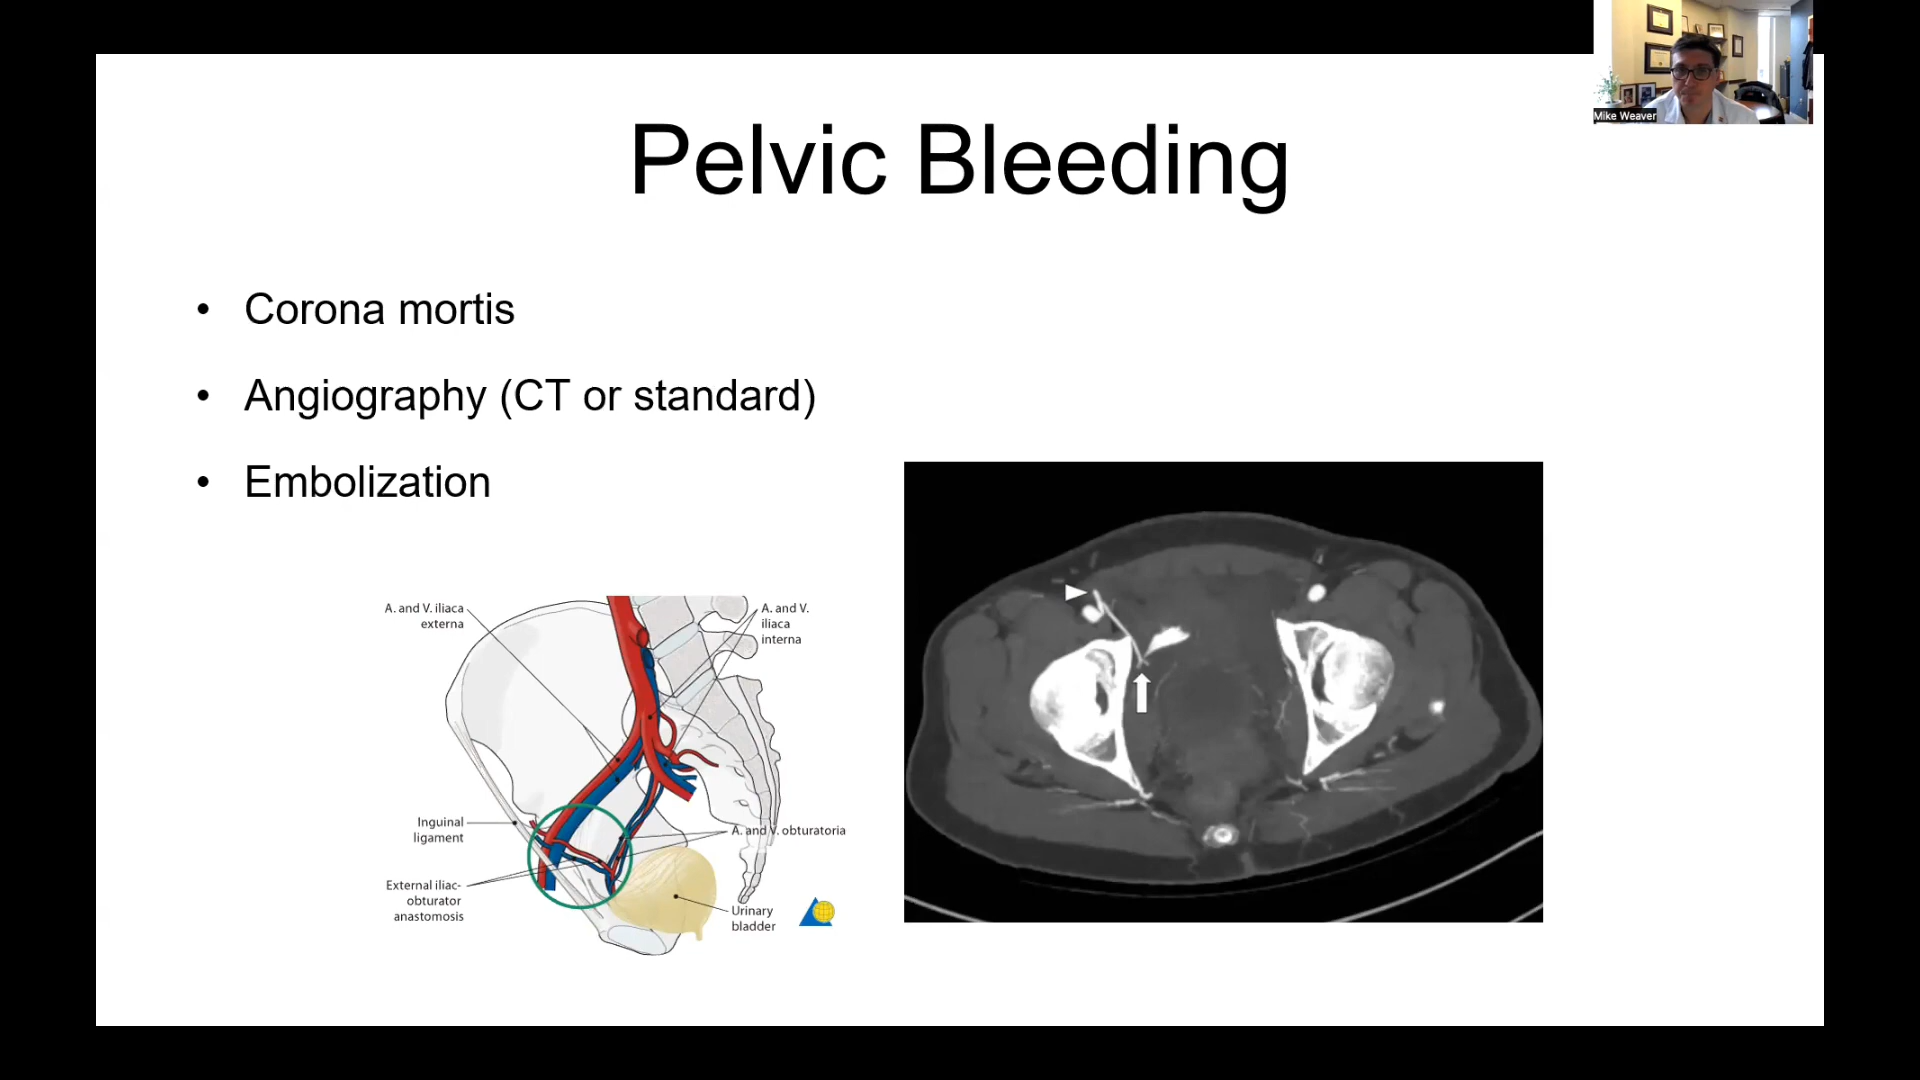 Mike Weaver
Pelvic Bleeding
• Corona mortis
• Angiography (CT or standard)
• Embolization
A. and V. iliaca
externa
A. and V.
iliaca
interna
Inguinal
ligament
A. and V. obturatoria
External iliac-
obturator
anastomosis
Urinary
bladder